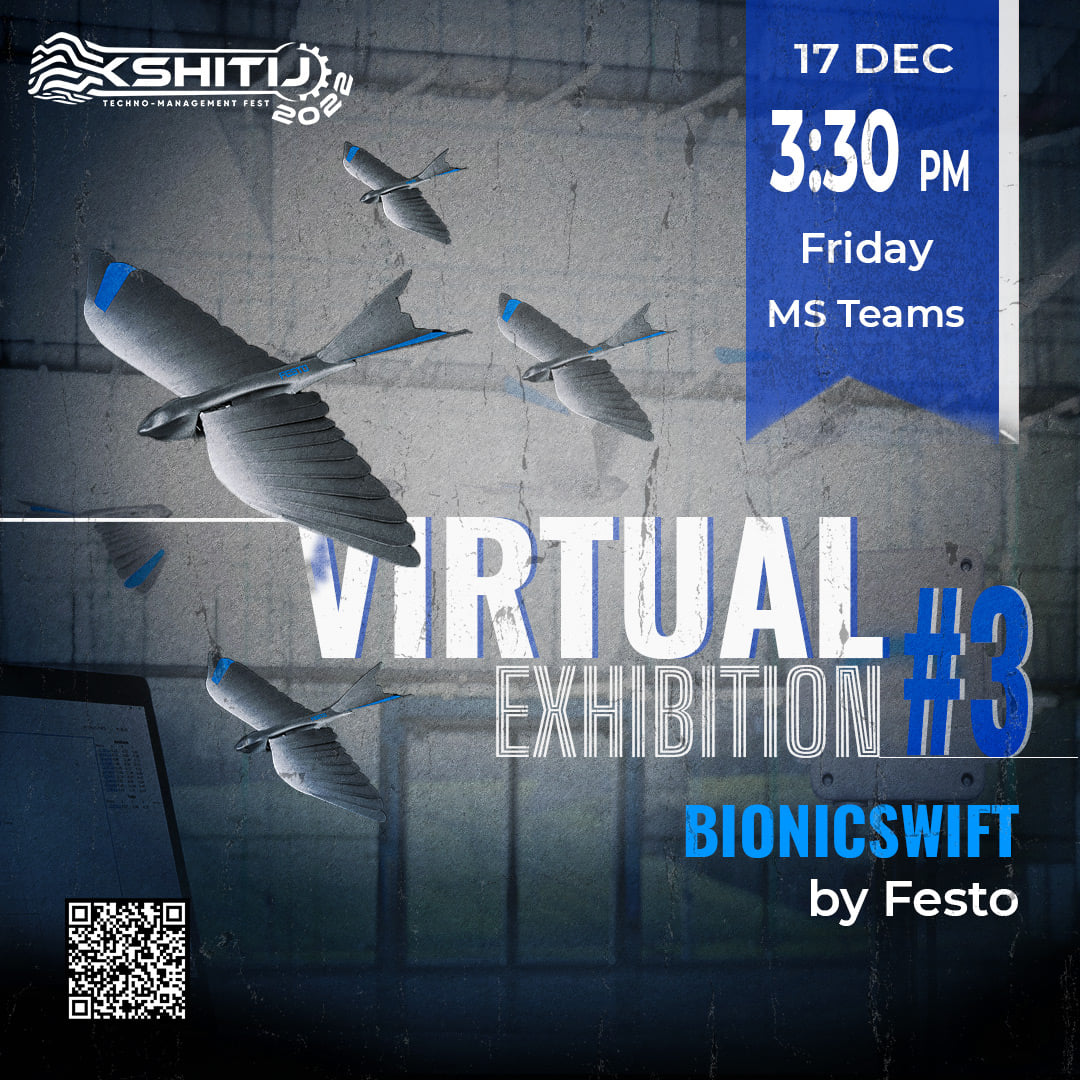 KSHITIJ
TECHNO-MANAGEMENT FEST
2022
17 DEC
3:30 PM
Friday
MS Teams
VIRTUAL
EXHIBITION
#3
BIONICSWIFT
by Festo